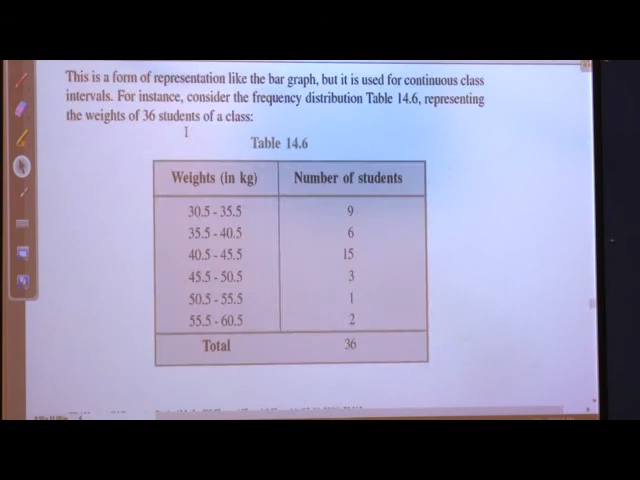 This is a form of representation like the bar graph, but it is used for continuous class
intervals. For instance, consider the frequency distribution Table 14.6, representing
the weights of 36 students of a class:
Table 14.6
Weights (in kg) Number of students
30.5 - 35.5 9
35.5 - 40.5 6
40.5 - 45.5 15
45.5 - 50.5 3
50.5 - 55.5 1
55.5 - 60.5 2
Total 36